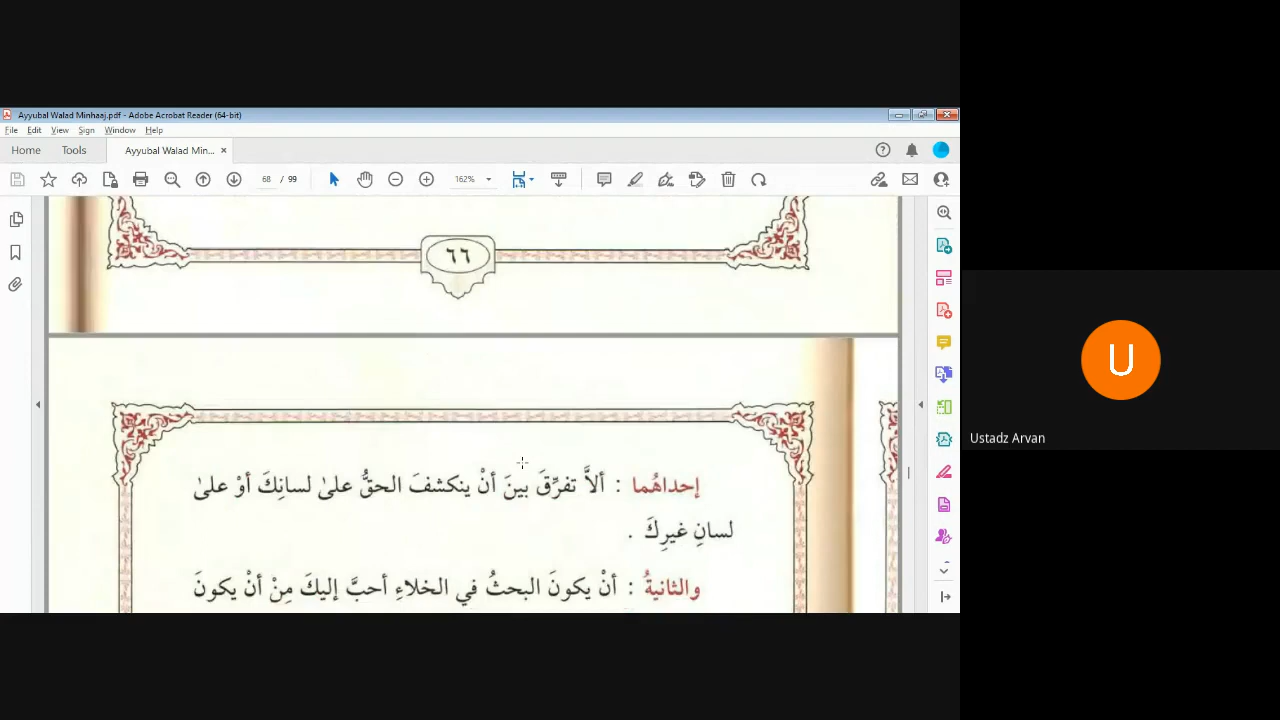 Ayyubal Walad Minhaaj.pdf - Adobe Acrobat Reader (64-bit)
File Edit View Sign Window Help
Home Tools Ayyubal Walad Min... ×
68 / 99 162%
٦٦
إحداهُما : ألاَّ تفرِّقَ بينَ أنْ ينكشفَ الحقُّ علىٰ لسانِكَ أوْ علىٰ
لسانِ غيرِكَ .
والثانيةُ : أنْ يكونَ البحثُ في الخلاءِ أحبَّ إليكَ مِنْ أنْ يكونَ
U
Ustadz Arvan